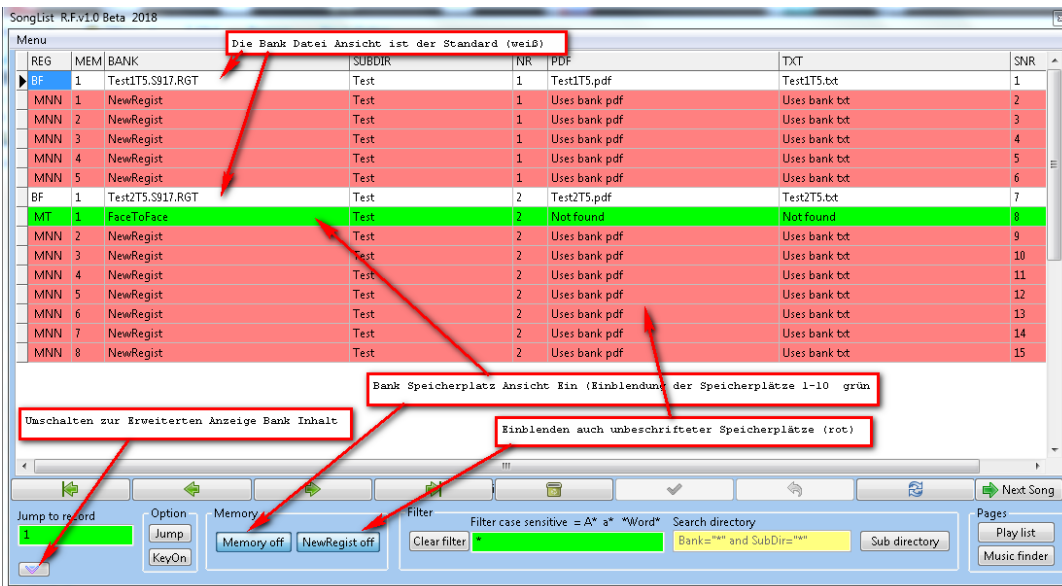 SongList R.F.v1.0 Beta 2018
Menu
Die Bank Datei Ansicht ist der Standard (weiß)
REG MEM BANK SUBDIR NR PDF TXT SNR
BF 1 Test1T5.S917.RGT Test 1 Test1T5.pdf Test1T5.txt 1
MNN 1 NewRegist Test 1 Uses bank pdf Uses bank txt 2
MNN 2 NewRegist Test 1 Uses bank pdf Uses bank txt 3
MNN 3 NewRegist Test 1 Uses bank pdf Uses bank txt 4
MNN 4 NewRegist Test 1 Uses bank pdf Uses bank txt 5
MNN 5 NewRegist Test 1 Uses bank pdf Uses bank txt 6
BF 1 Test2T5.S917.RGT Test 2 Test2T5.pdf Test2T5.txt 7
MT 1 FaceToFace Test 2 Not found Not found 8
MNN 2 NewRegist Test 2 Uses bank pdf Uses bank txt 9
MNN 3 NewRegist Test 2 Uses bank pdf Uses bank txt 10
MNN 4 NewRegist Test 2 Uses bank pdf Uses bank txt 11
MNN 5 NewRegist Test 2 Uses bank pdf Uses bank txt 12
MNN 6 NewRegist Test 2 Uses bank pdf Uses bank txt 13
MNN 7 NewRegist Test 2 Uses bank pdf Uses bank txt 14
MNN 8 NewRegist Test 2 Uses bank pdf Uses bank txt 15
Bank Speicherplatz Ansicht Ein (Einblendung der Speicherplätze 1-10 grün
Umschalten zur Erweiterten Anzeige Bank Inhalt
Einblenden auch unbeschrifteter Speicherplätze (rot)
Next Song
Jump to record Option Memory Filter Pages
Filter case sensitive = A* a* *Word* Search directory
1 Jump Memory off NewRegist off Clear filter * Bank="*" and SubDir="*" Sub directory Play list
KeyOn Music finder